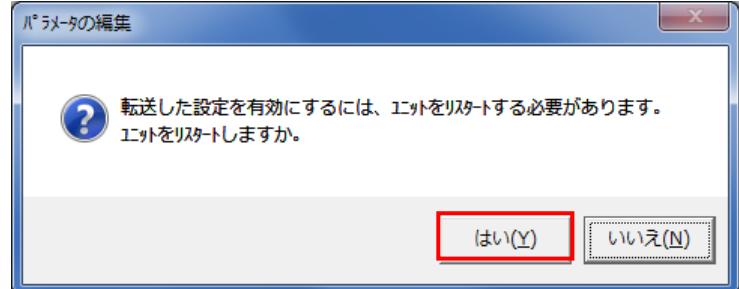 ﾊﾟﾗﾒｰﾀの編集
転送した設定を有効にするには、ﾕﾆｯﾄをﾘｽﾀｰﾄする必要があります。
ﾕﾆｯﾄをﾘｽﾀｰﾄしますか。
はい(Y)
いいえ(N)